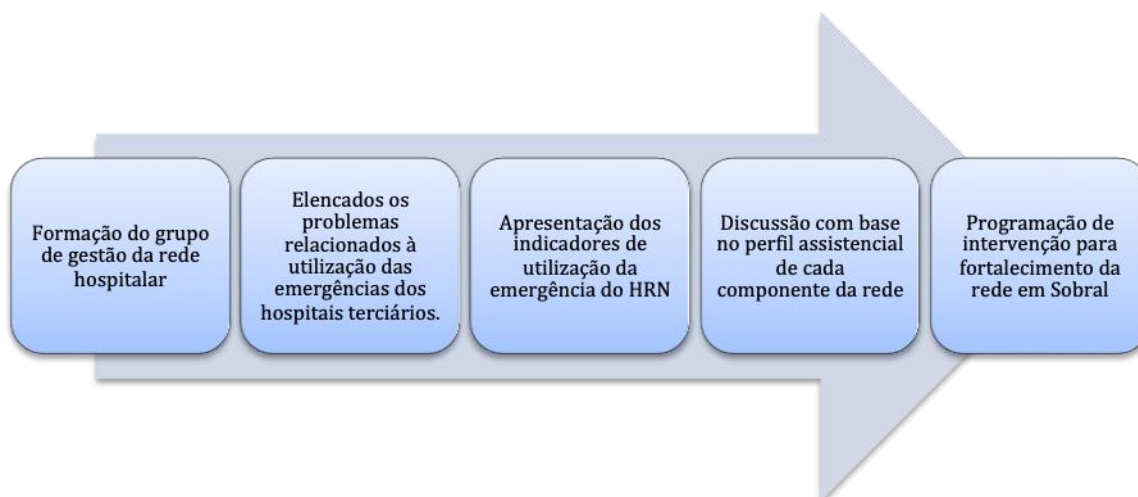 Formação do grupo
de gestão da rede
hospitalar
Elencados os
problemas
relacionados à
utilização das
emergências dos
hospitais terciários.
Apresentação dos
indicadores de
utilização da
emergência do HRN
Discussão com base
no perfil assistencial
de cada
componente da rede
Programação de
intervenção para
fortalecimento da
rede em Sobral